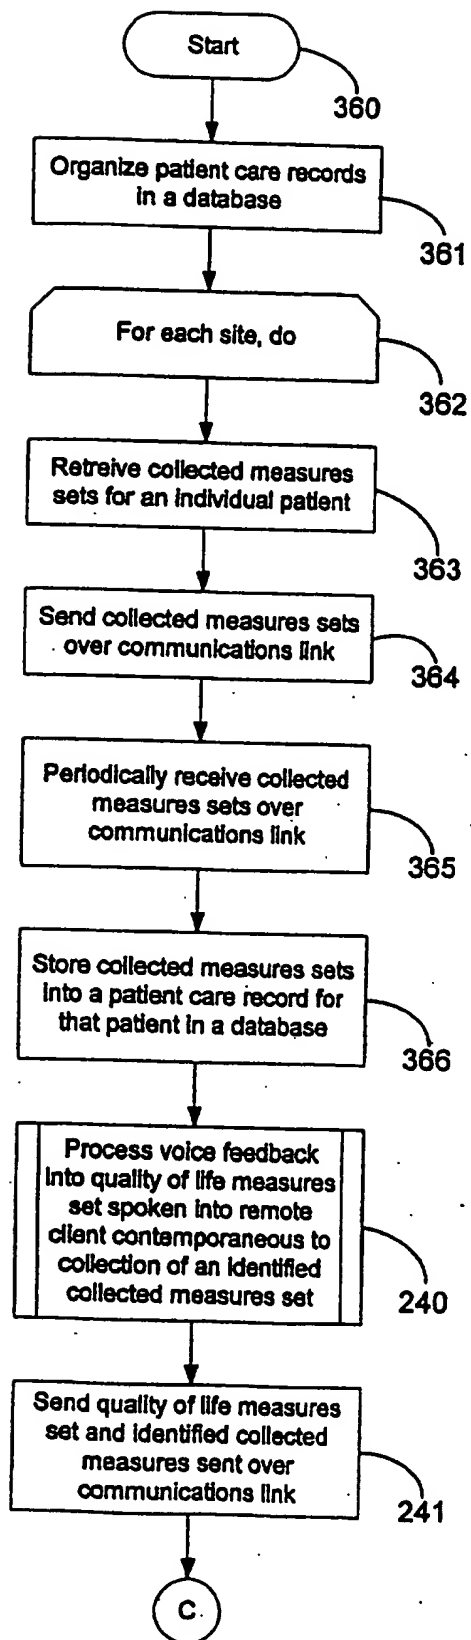 Start
360
Organize patient care records
in a database
361
For each site, do
362
Retreive collected measures
sets for an individual patient
363
Send collected measures sets
over communications link
364
Periodically receive collected
measures sets over
communications link
365
Store collected measures sets
into a patient care record for
that patient in a database
366
Process voice feedback
into quality of life measures
set spoken into remote
client contemporaneous to
collection of an identified
collected measures set
240
Send quality of life measures
set and identified collected
measures sent over
communications link
241
C